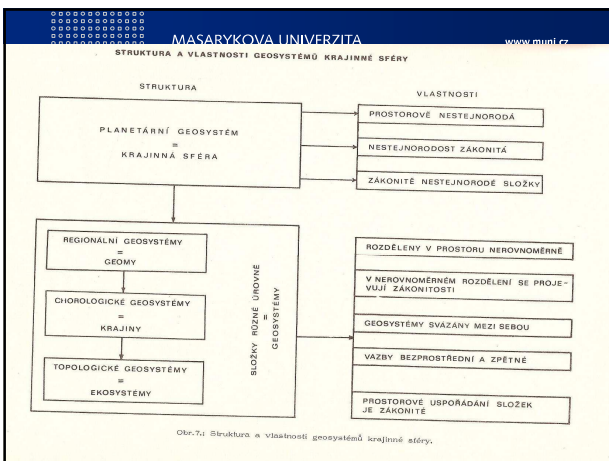 MASARYKOVA UNIVERZITA
www.muni.cz
STRUKTURA A VLASTNOSTI GEOSYSTÉMŮ KRAJINNÉ SFÉRY
STRUKTURA
VLASTNOSTI
PLANETÁRNÍ GEOSYSTÉM
=
KRAJINNÁ SFÉRA
PROSTOROVĚ NESTEJNORODÁ
NESTEJNORODOST ZÁKONITÁ
ZÁKONITĚ NESTEJNORODÉ SLOŽKY
REGIONÁLNÍ GEOSYSTÉMY
=
GEOMY
CHOROLOGICKÉ GEOSYSTÉMY
=
KRAJINY
TOPOLOGICKÉ GEOSYSTÉMY
=
EKOSYSTÉMY
SLOŽKY RŮZNÉ ÚROVNĚ
=
GEOSYSTÉMY
ROZDĚLENY V PROSTORU NEROVNOMĚRNĚ
V NEROVNOMĚRNÉM ROZDĚLENÍ SE PROJE-
VUJÍ ZÁKONITOSTI
GEOSYSTÉMY SVÁZÁNY MEZI SEBOU
VAZBY BEZPROSTŘEDNÍ A ZPĚTNÉ
PROSTOROVÉ USPOŘÁDÁNÍ SLOŽEK
JE ZÁKONITÉ
Obr.7.: Struktura a vlastnosti geosystémů krajinné sféry.